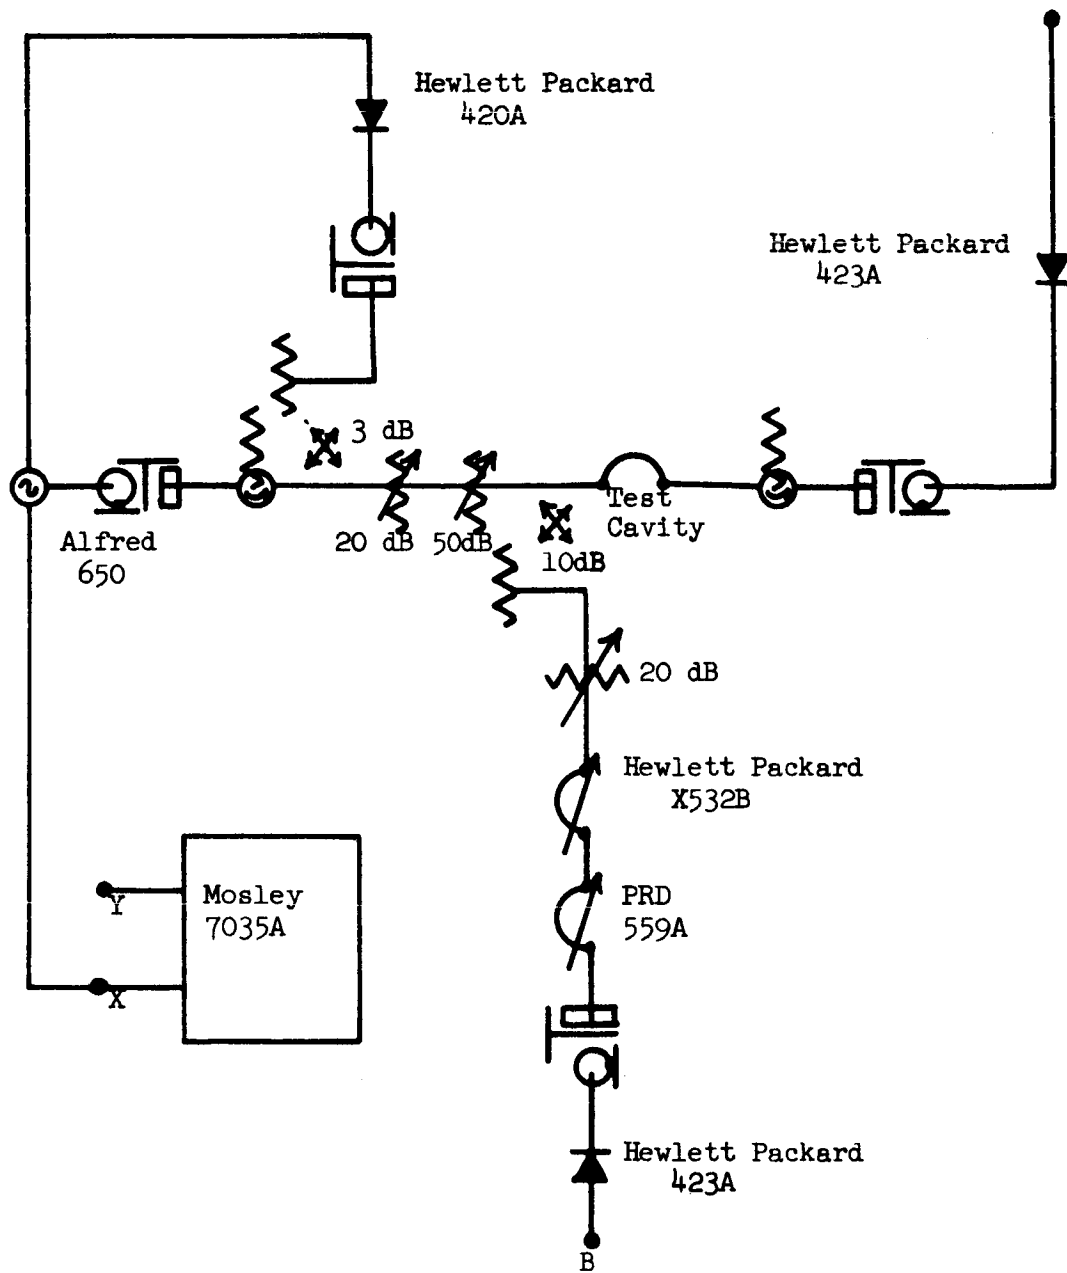 Hewlett Packard
420A
Hewlett Packard
423A
3 dB
Alfred
650
20 dB
50dB
10dB
Test
Cavity
20 dB
Hewlett Packard
X532B
Y
X
Mosley
7035A
PRD
559A
Hewlett Packard
423A
B